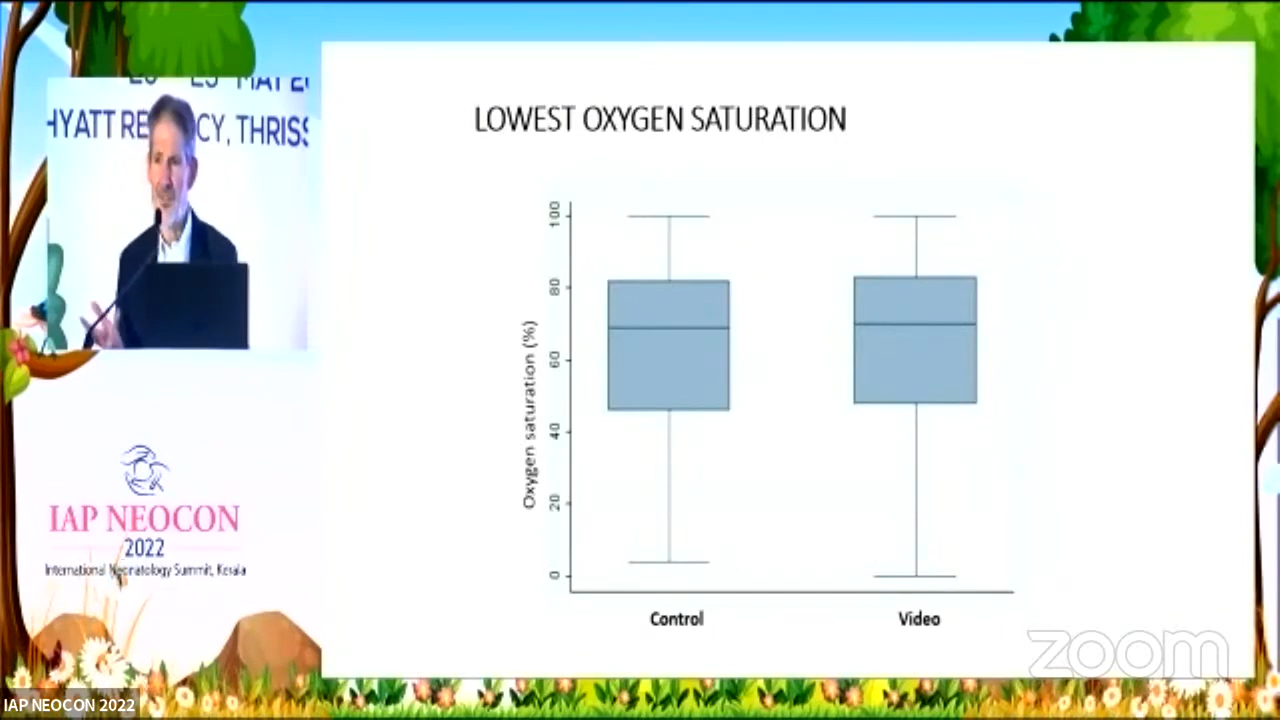 HYATT RE CY, THRISS
IAP NEOCON
2022
International Neonatology Summit, Kerala
IAP NEOCON 2022
LOWEST OXYGEN SATURATION
Oxygen saturation (%)
100
80
60
40
20
0
Control
Video
zoom